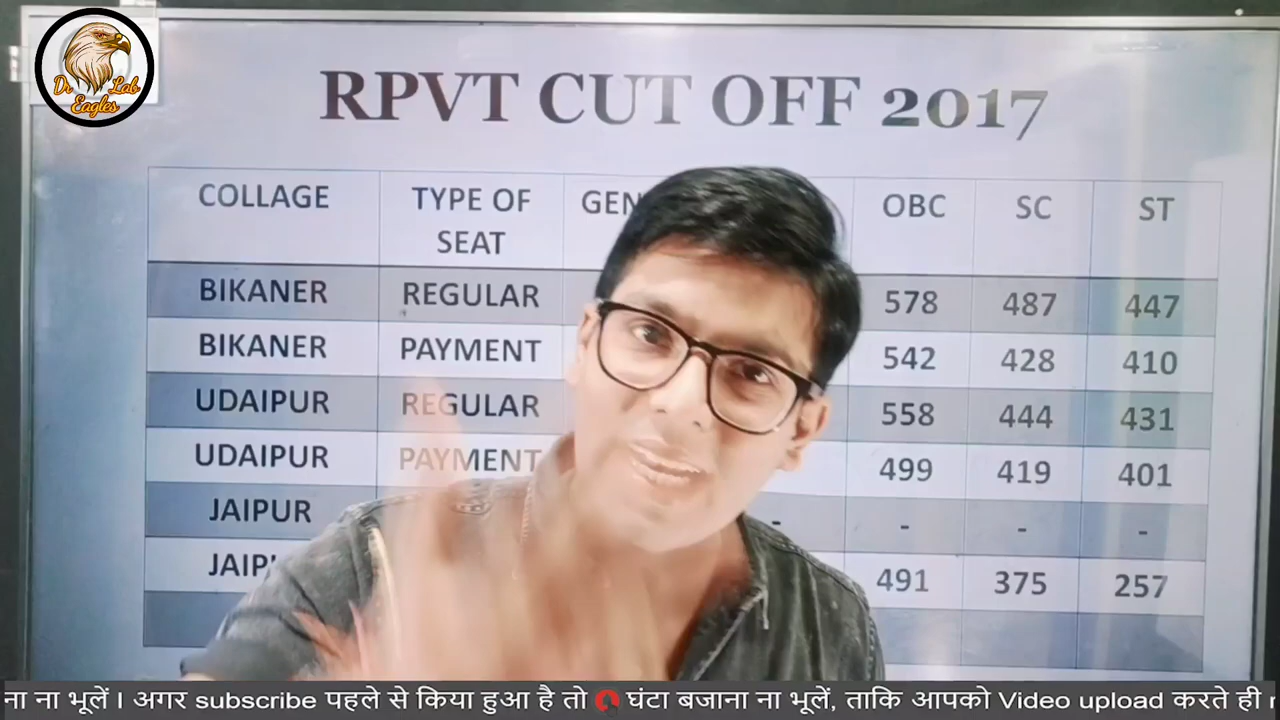 Dr Lab
Eagles
RPVT CUT OFF 2017
COLLAGE TYPE OF SEAT OBC SC ST
BIKANER REGULAR 578 487 447
BIKANER PAYMENT 542 428 410
UDAIPUR REGULAR 558 444 431
UDAIPUR PAYMENT 499 419 401
JAIPUR - - - -
491 375 257
ना ना भूलें । अगर subscribe पहले से किया हुआ है तो घंटा बजाना ना भूलें, ताकि आपको Video upload करते ही